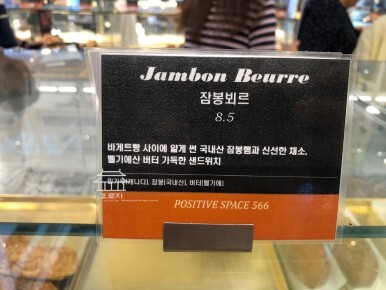 Jambon Beurre
잠봉뵈르
8.5
바게트빵 사이에 얇게 썬 국내산 잠봉햄과 신선한 채소,
벨기에산 버터 가득한 샌드위치
잠봉(국내산), 버터(벨기에)
POSITIVE SPACE 566